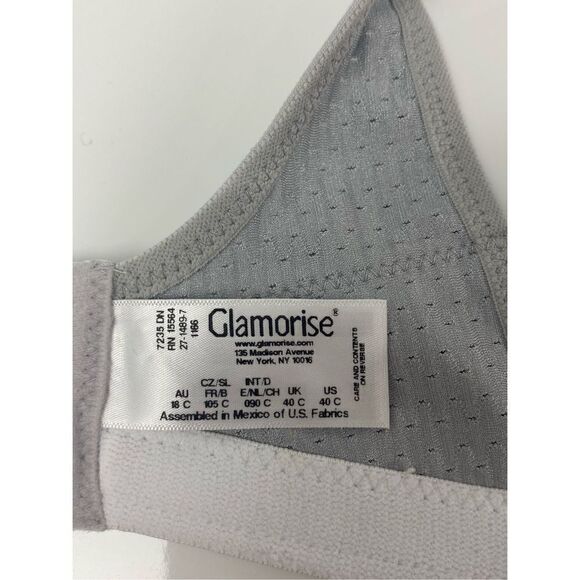 Glamorise®
www.glamorise.com
135 Madison Avenue
New York, NY 10016
7235 DN
RN 15564
27-1489-7
1166
CARE AND CONTENTS
ON REVERSE
CZ/SL INT/D
AU FR/B E/NL/CH UK US
18 C 105 C 090 C 40 C 40 C
Assembled in Mexico of U.S. Fabrics